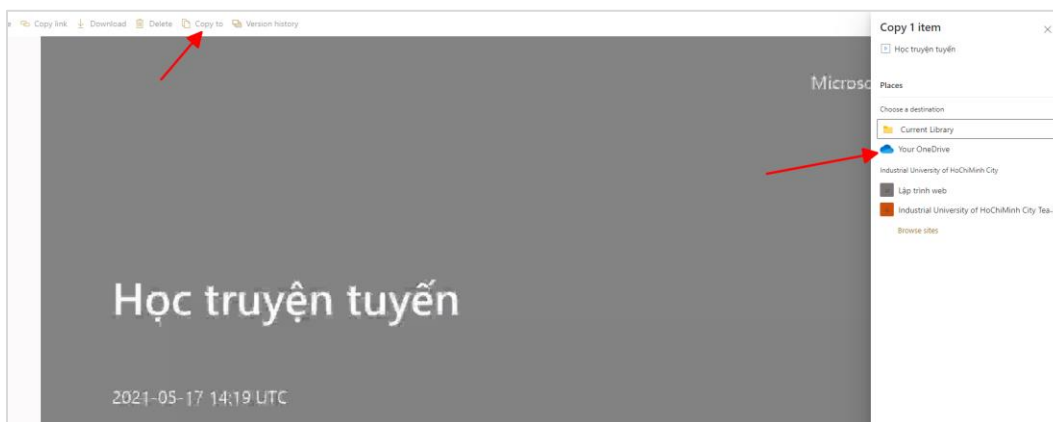 Copy link Download Delete Copy to Version history
Microso
Học truyện tuyến
2021-05-17 14:19 UTC
Copy 1 item
Học truyện tuyến
Places
Choose a destination
Current Library
Your OneDrive
Industrial University of HoChiMinh City
Lập trình web
Industrial University of HoChiMinh City Tea...
Browse sites